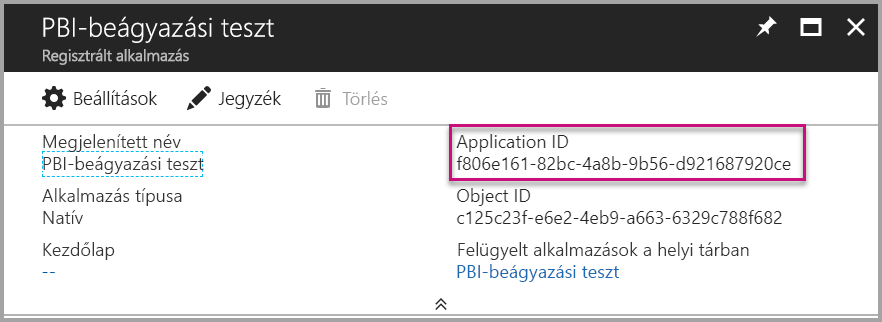 PBI-beágyazási teszt
Regisztrált alkalmazás
Beállítások
Jegyzék
Törlés
Megjelenített név
PBI-beágyazási teszt
Application ID
f806e161-82bc-4a8b-9b56-d921687920ce
Alkalmazás típusa
Natív
Object ID
c125c23f-e6e2-4eb9-a663-6329c788f682
Kezdőlap
--
Felügyelt alkalmazások a helyi tárban
PBI-beágyazási teszt